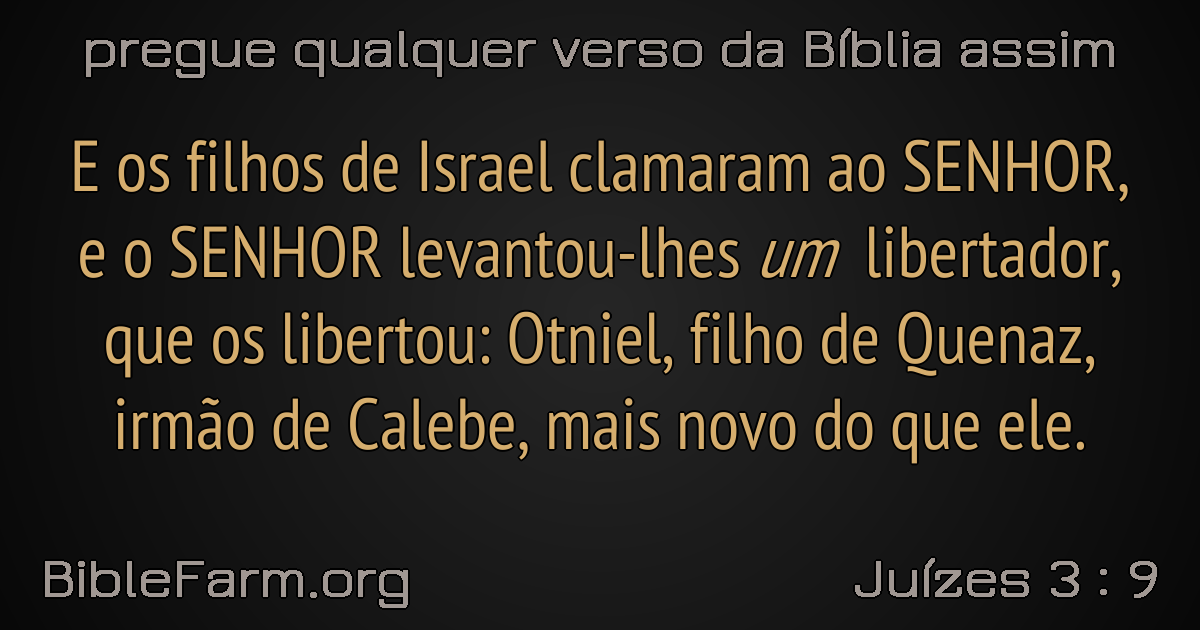 pregue qualquer verso da Bíblia assim
E os filhos de Israel clamaram ao SENHOR,
e o SENHOR levantou-lhes um libertador,
que os libertou: Otniel, filho de Quenaz,
irmão de Calebe, mais novo do que ele.
BibleFarm.org
Juízes 3 : 9